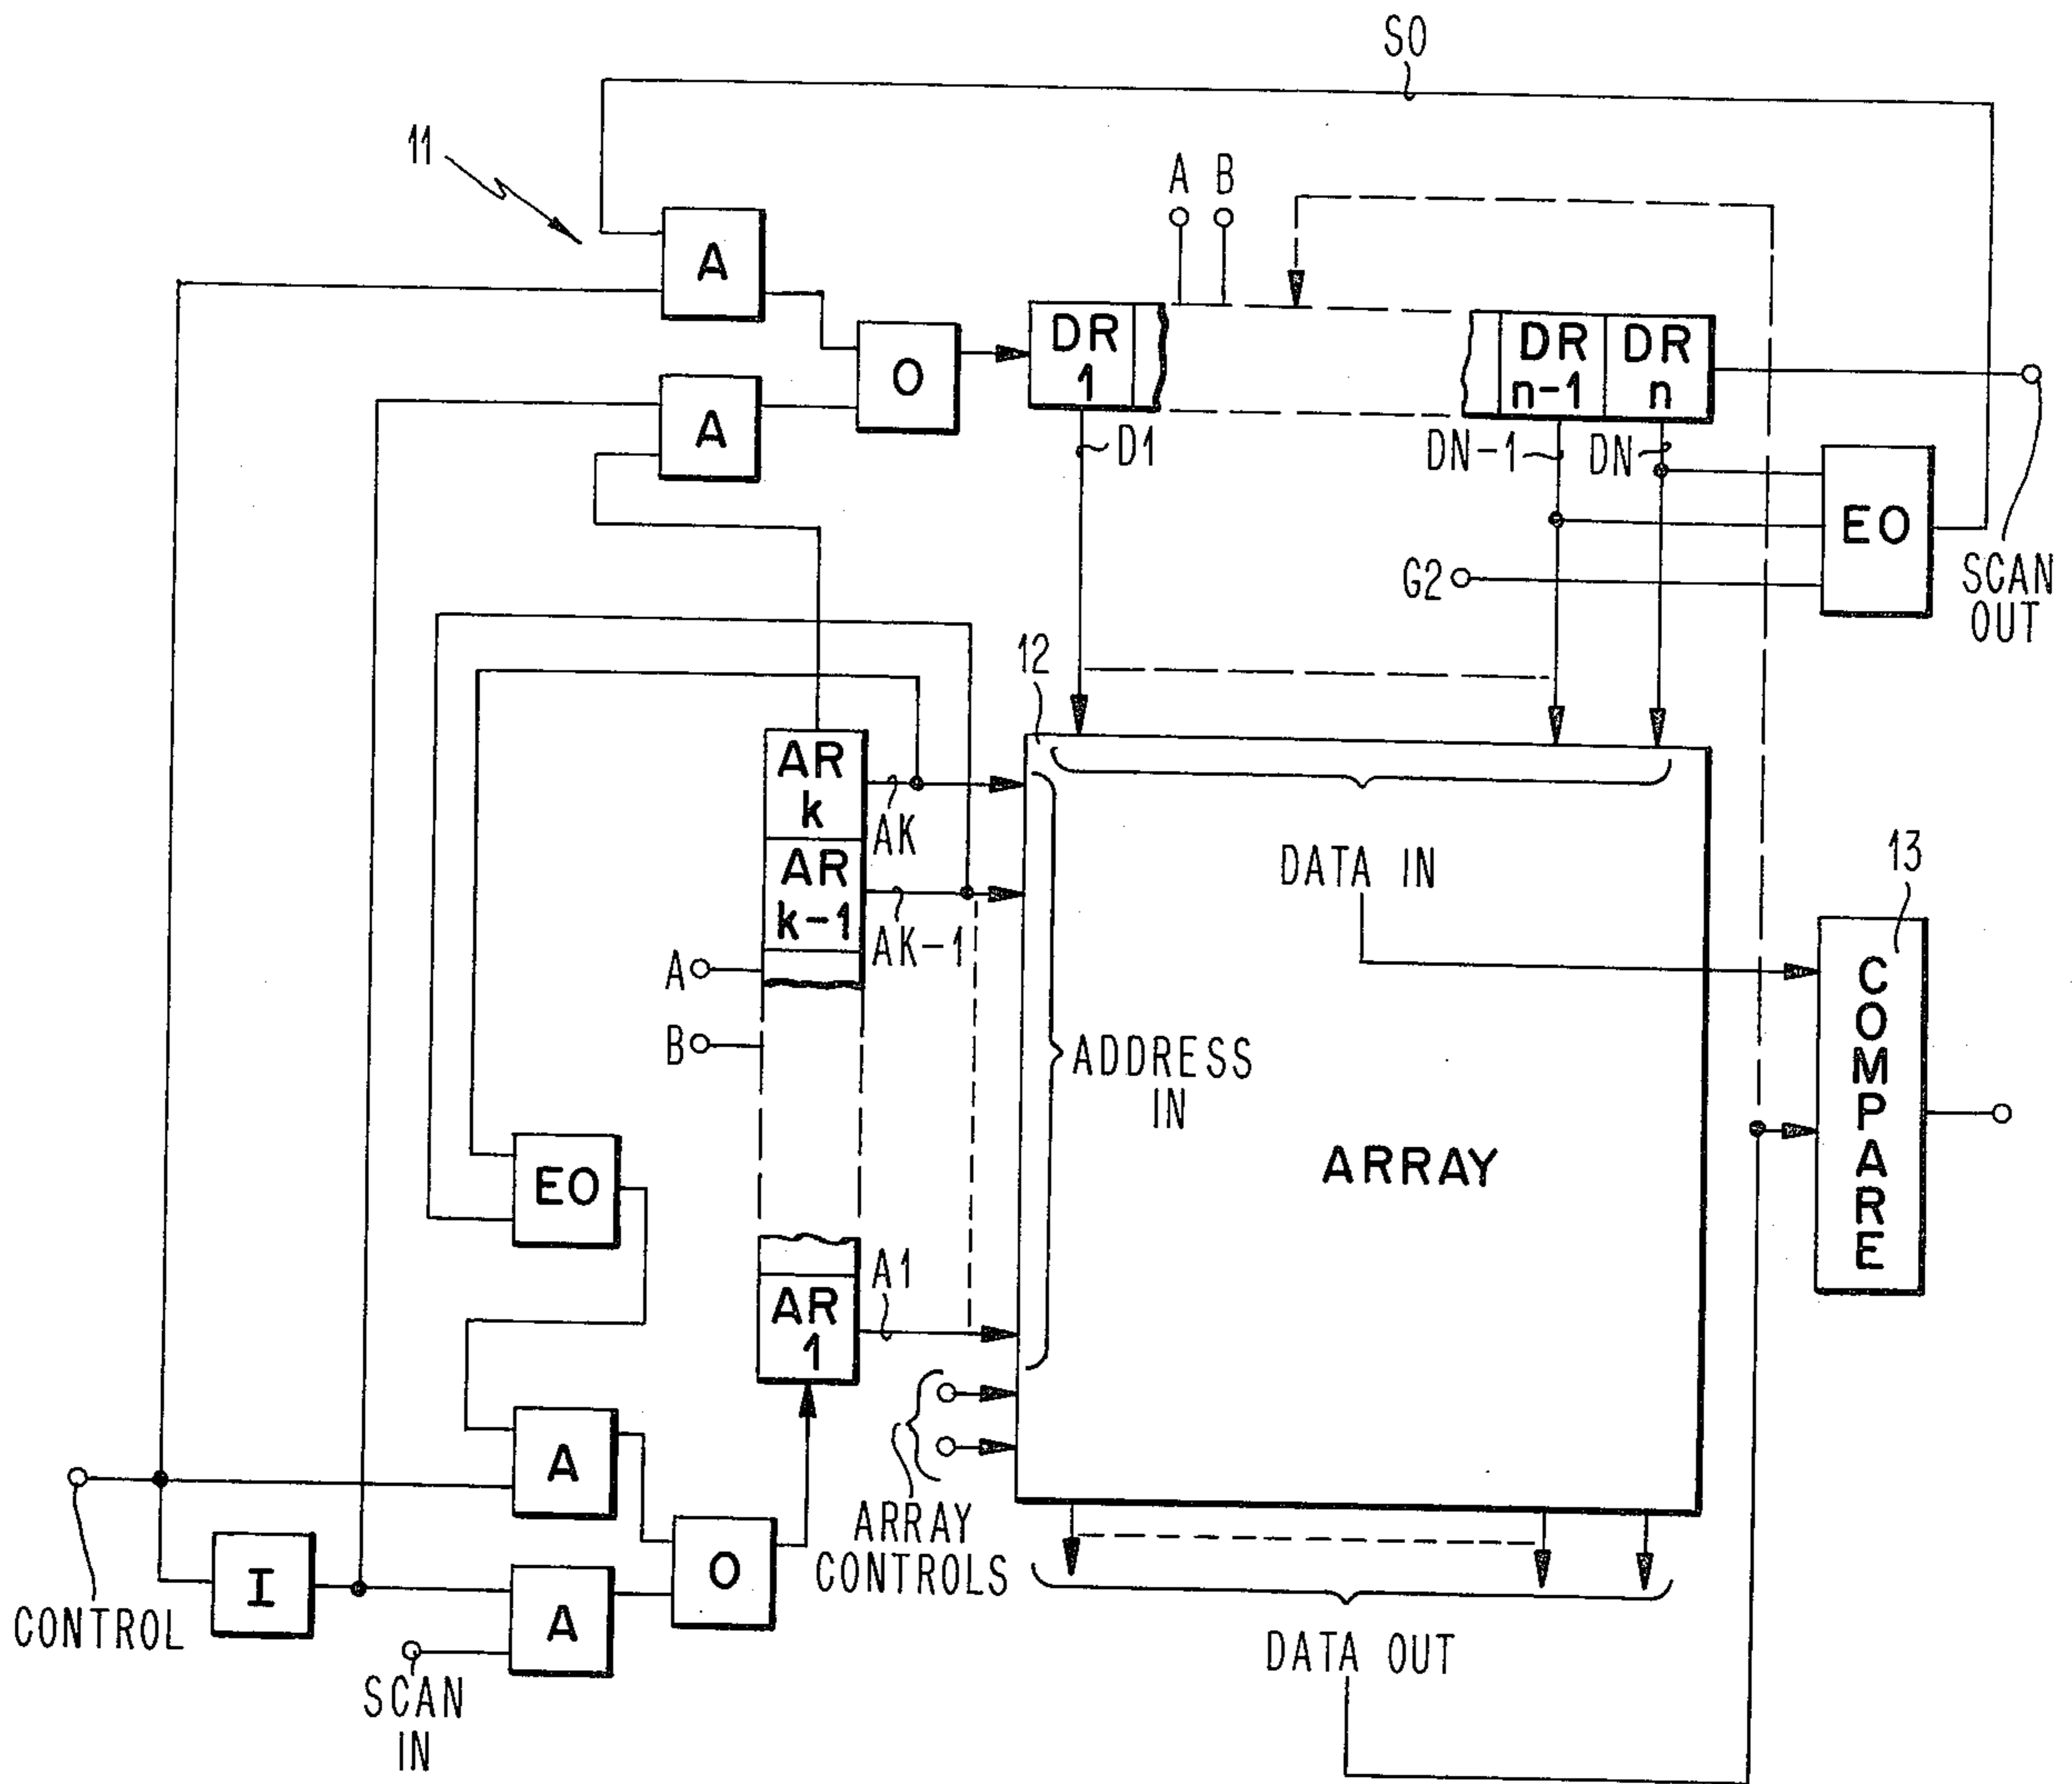 SO
11
A B
A
O
DR
1
DR
n-1
DR
n
A
D1
DN-1
DN
EO
G2
SCAN
OUT
12
AR
k
AK
AR
k-1
AK-1
DATA IN
13
A
B
ADDRESS
IN
COMPARE
ARRAY
EO
A1
AR
1
A
ARRAY
CONTROLS
O
I
CONTROL
A
SCAN
IN
DATA OUT